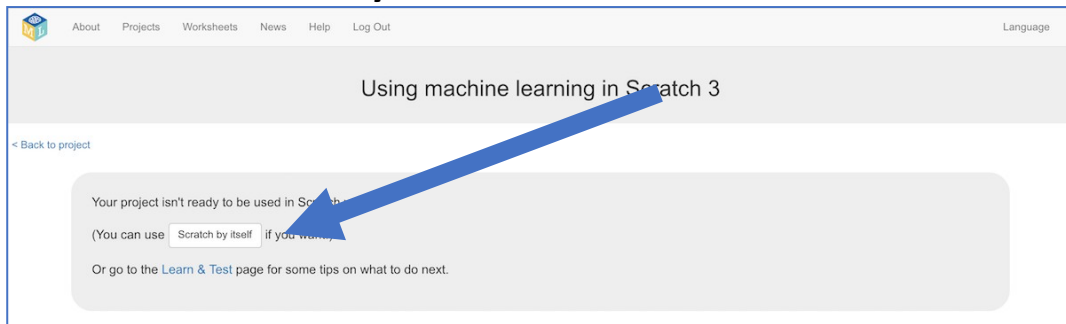 About Projects Worksheets News Help Log Out Language
Using machine learning in Scratch 3
< Back to project
Your project isn't ready to be used in Scratch
(You can use Scratch by itself if you want)
Or go to the Learn & Test page for some tips on what to do next.